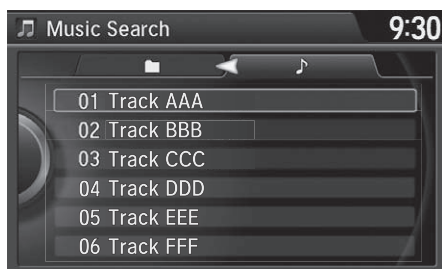 Music Search 9:30
01 Track AAA
02 Track BBB
03 Track CCC
04 Track DDD
05 Track EEE
06 Track FFF